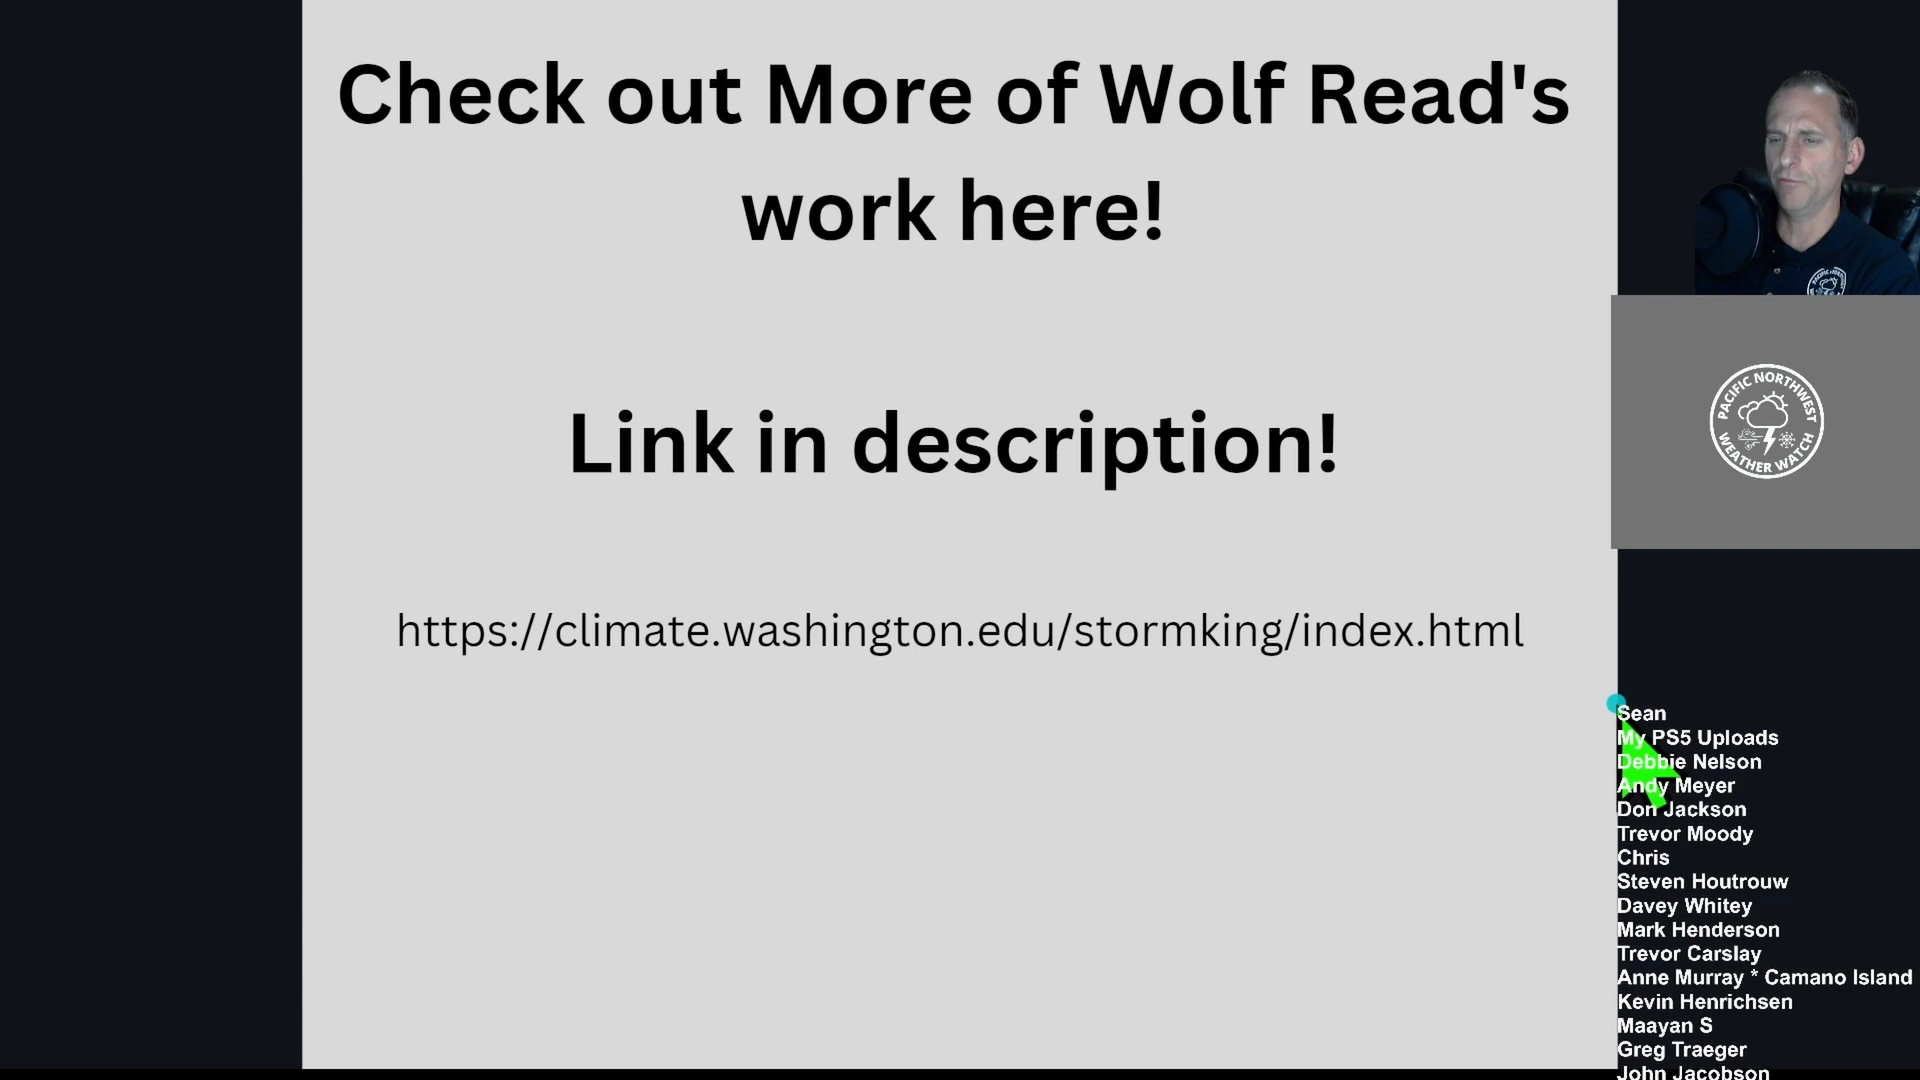 Check out More of Wolf Read's
work here!
Link in description!
https://climate.washington.edu/stormking/index.html
PACIFIC NORTHWEST
WEATHER WATCH
Sean
My PS5 Uploads
Debbie Nelson
Andy Meyer
Don Jackson
Trevor Moody
Chris
Steven Houtrouw
Davey Whitey
Mark Henderson
Trevor Carslay
Anne Murray * Camano Island
Kevin Henrichsen
Maayan S
Greg Traeger
John Jacobson